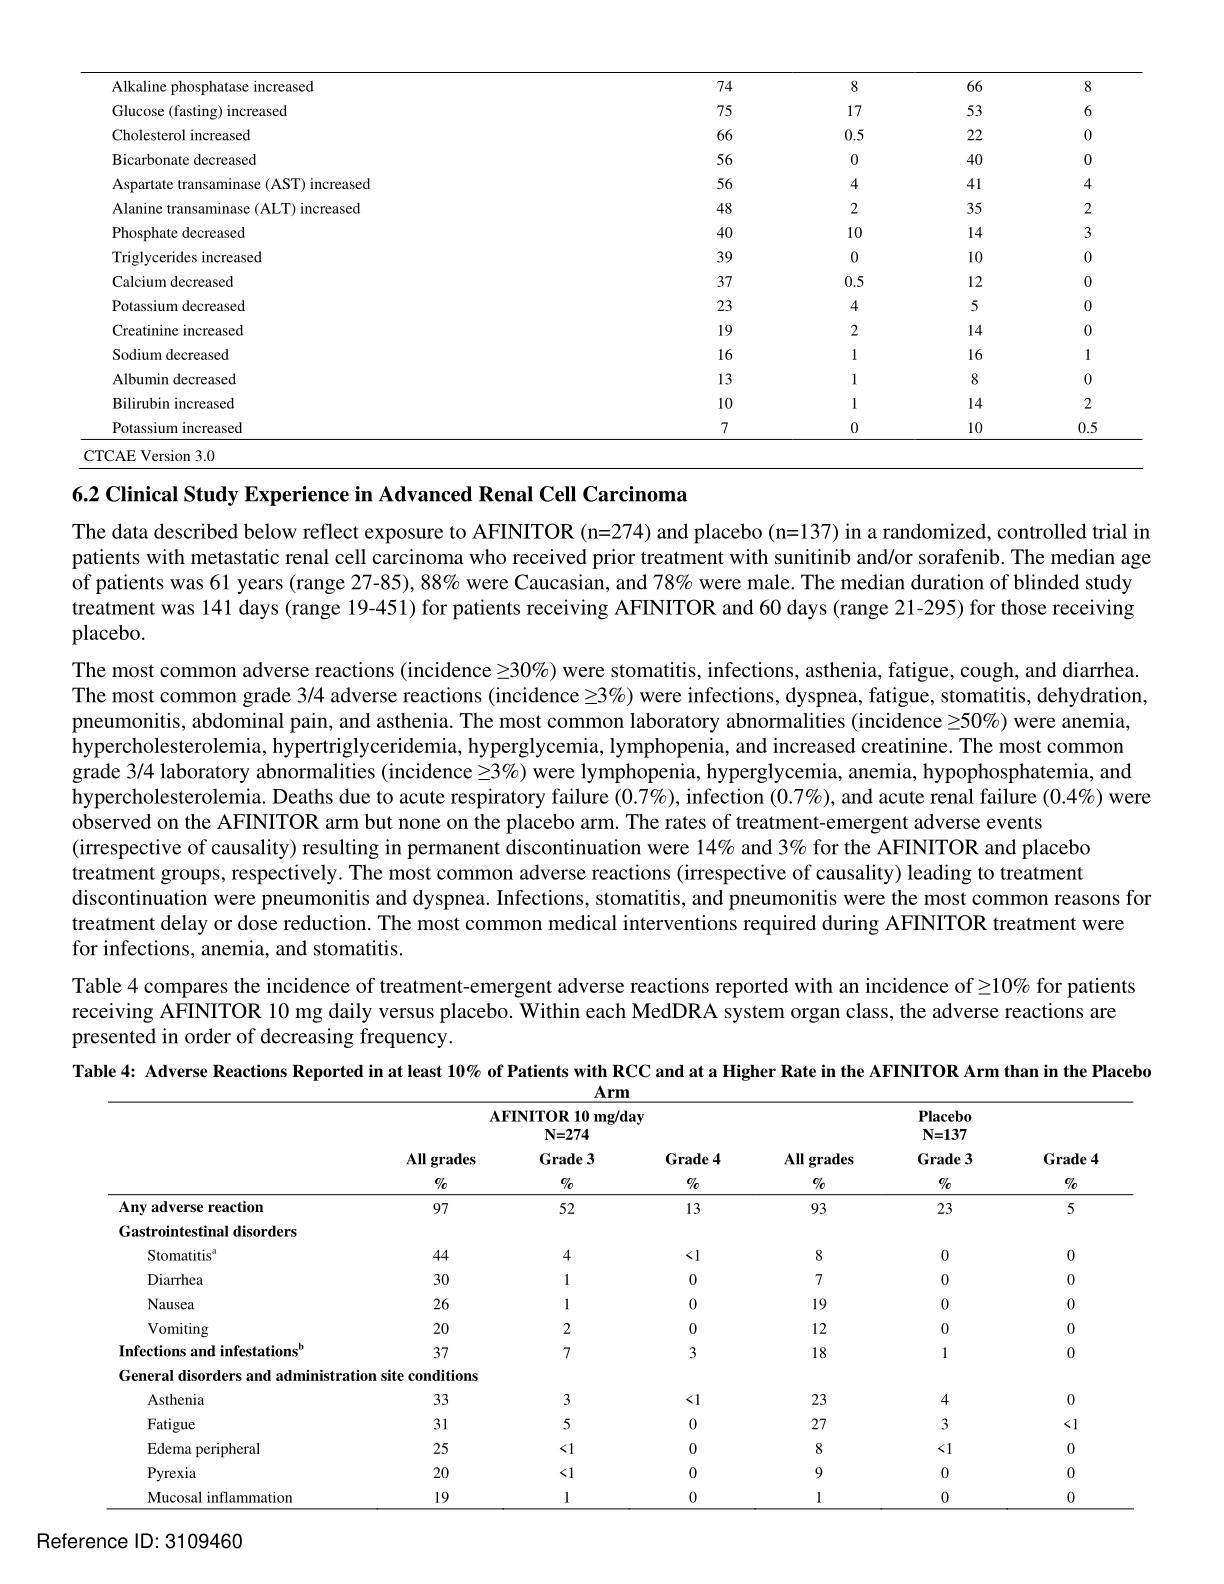 Alkaline phosphatase increased 74 8 66 8
Glucose (fasting) increased 75 17 53 6
Cholesterol increased 66 0.5 22 0
Bicarbonate decreased 56 0 40 0
Aspartate transaminase (AST) increased 56 4 41 4
Alanine transaminase (ALT) increased 48 2 35 2
Phosphate decreased 40 10 14 3
Triglycerides increased 39 0 10 0
Calcium decreased 37 0.5 12 0
Potassium decreased 23 4 5 0
Creatinine increased 19 2 14 0
Sodium decreased 16 1 16 1
Albumin decreased 13 1 8 0
Bilirubin increased 10 1 14 2
Potassium increased 7 0 10 0.5
CTCAE Version 3.0
6.2 Clinical Study Experience in Advanced Renal Cell Carcinoma
The data described below reflect exposure to AFINITOR (n=274) and placebo (n=137) in a randomized, controlled trial in
patients with metastatic renal cell carcinoma who received prior treatment with sunitinib and/or sorafenib. The median age
of patients was 61 years (range 27-85), 88% were Caucasian, and 78% were male. The median duration of blinded study
treatment was 141 days (range 19-451) for patients receiving AFINITOR and 60 days (range 21-295) for those receiving
placebo.
The most common adverse reactions (incidence ≥30%) were stomatitis, infections, asthenia, fatigue, cough, and diarrhea.
The most common grade 3/4 adverse reactions (incidence ≥3%) were infections, dyspnea, fatigue, stomatitis, dehydration,
pneumonitis, abdominal pain, and asthenia. The most common laboratory abnormalities (incidence ≥50%) were anemia,
hypercholesterolemia, hypertriglyceridemia, hyperglycemia, lymphopenia, and increased creatinine. The most common
grade 3/4 laboratory abnormalities (incidence ≥3%) were lymphopenia, hyperglycemia, anemia, hypophosphatemia, and
hypercholesterolemia. Deaths due to acute respiratory failure (0.7%), infection (0.7%), and acute renal failure (0.4%) were
observed on the AFINITOR arm but none on the placebo arm. The rates of treatment-emergent adverse events
(irrespective of causality) resulting in permanent discontinuation were 14% and 3% for the AFINITOR and placebo
treatment groups, respectively. The most common adverse reactions (irrespective of causality) leading to treatment
discontinuation were pneumonitis and dyspnea. Infections, stomatitis, and pneumonitis were the most common reasons for
treatment delay or dose reduction. The most common medical interventions required during AFINITOR treatment were
for infections, anemia, and stomatitis.
Table 4 compares the incidence of treatment-emergent adverse reactions reported with an incidence of ≥10% for patients
receiving AFINITOR 10 mg daily versus placebo. Within each MedDRA system organ class, the adverse reactions are
presented in order of decreasing frequency.
Table 4: Adverse Reactions Reported in at least 10% of Patients with RCC and at a Higher Rate in the AFINITOR Arm than in the Placebo
Arm
AFINITOR 10 mg/day Placebo
N=274 N=137
All grades Grade 3 Grade 4 All grades Grade 3 Grade 4
% % % % % %
Any adverse reaction 97 52 13 93 23 5
Gastrointestinal disorders
Stomatitisᵃ 44 4 <1 8 0 0
Diarrhea 30 1 0 7 0 0
Nausea 26 1 0 19 0 0
Vomiting 20 2 0 12 0 0
Infections and infestationsᵇ 37 7 3 18 1 0
General disorders and administration site conditions
Asthenia 33 3 <1 23 4 0
Fatigue 31 5 0 27 3 <1
Edema peripheral 25 <1 0 8 <1 0
Pyrexia 20 <1 0 9 0 0
Mucosal inflammation 19 1 0 1 0 0
Reference ID: 3109460